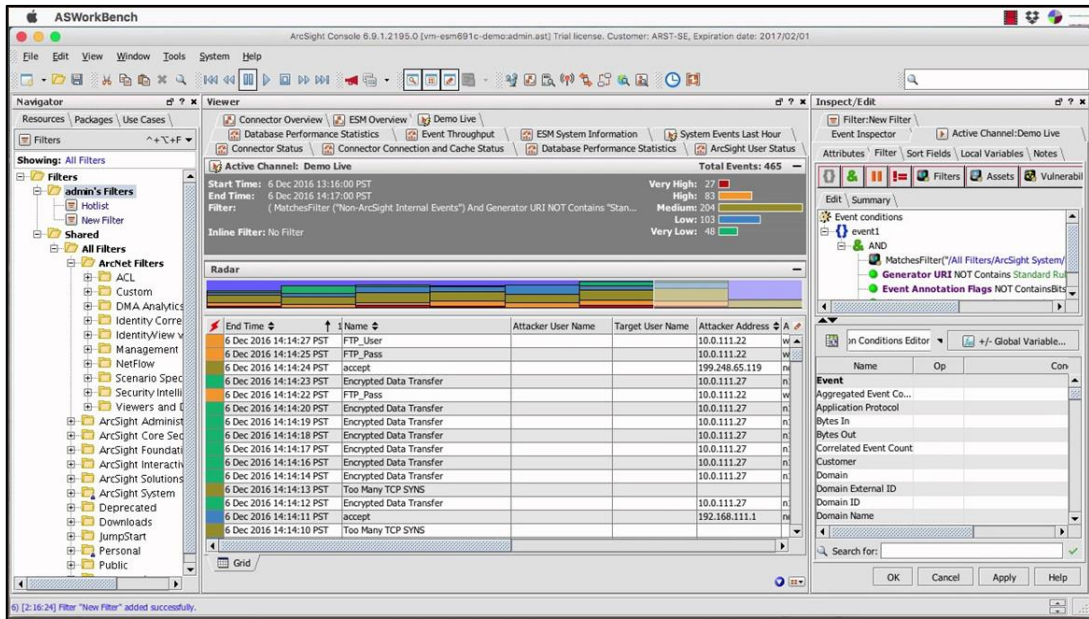 ASWorkBench
ArcSight Console 6.9.1.2195.0 [vm-esm691c-demo:admin.ast] Trial license. Customer: ARST-SE, Expiration date: 2017/02/01
File Edit View Window Tools System Help
Navigator
Resources Packages Use Cases
Filters
Showing: All Filters
Filters
admin's Filters
Hotlist
New Filter
Shared
All Filters
ArcNet Filters
ACL
Custom
DMA Analytics
Identity Corre
IdentityView v
Management
NetFlow
Scenario Spec
Security Intelli
Viewers and D
ArcSight Administ
ArcSight Core Sec
ArcSight Foundati
ArcSight Interactiv
ArcSight Solutions
ArcSight System
Deprecated
Downloads
JumpStart
Personal
Public
Viewer
Connector Overview ESM Overview Demo Live
Database Performance Statistics Event Throughput ESM System Information System Events Last Hour
Connector Status Connector Connection and Cache Status Database Performance Statistics ArcSight User Status
Active Channel: Demo Live Total Events: 465
Start Time: 6 Dec 2016 13:16:00 PST
End Time: 6 Dec 2016 14:17:00 PST
Filter: ( MatchesFilter ("Non-ArcSight Internal Events") And Generator URI NOT Contains "Stan...
Inline Filter: No Filter
Very High: 27
High: 83
Medium: 204
Low: 103
Very Low: 48
Radar
End Time 1 Name Attacker User Name Target User Name Attacker Address A
6 Dec 2016 14:14:27 PST FTP_User 10.0.111.22 w
6 Dec 2016 14:14:25 PST FTP_Pass 10.0.111.22 w
6 Dec 2016 14:14:24 PST accept 199.248.65.119
6 Dec 2016 14:14:23 PST Encrypted Data Transfer 10.0.111.27
6 Dec 2016 14:14:22 PST FTP_Pass 10.0.111.22 w
6 Dec 2016 14:14:20 PST Encrypted Data Transfer 10.0.111.27
6 Dec 2016 14:14:19 PST Encrypted Data Transfer 10.0.111.27
6 Dec 2016 14:14:18 PST Encrypted Data Transfer 10.0.111.27
6 Dec 2016 14:14:17 PST Encrypted Data Transfer 10.0.111.27
6 Dec 2016 14:14:16 PST Encrypted Data Transfer 10.0.111.27
6 Dec 2016 14:14:14 PST Encrypted Data Transfer 10.0.111.27
6 Dec 2016 14:14:13 PST Too Many TCP SYNS
6 Dec 2016 14:14:12 PST Encrypted Data Transfer 10.0.111.27
6 Dec 2016 14:14:11 PST accept 192.168.111.1
6 Dec 2016 14:14:10 PST Too Many TCP SYNS
Grid
Inspect/Edit
Filter:New Filter
Event Inspector Active Channel:Demo Live
Attributes Filter Sort Fields Local Variables Notes
{} & || != Filters Assets Vulnerabil
Edit Summary
Event conditions
event1
AND
MatchesFilter("/All Filters/ArcSight System/
Generator URI NOT Contains Standard Rul
Event Annotation Flags NOT ContainsBits
on Conditions Editor +/- Global Variable...
Name Op Con
Event
Aggregated Event Co...
Application Protocol
Bytes In
Bytes Out
Correlated Event Count
Customer
Domain
Domain External ID
Domain ID
Domain Name
Search for:
OK Cancel Apply Help
6) [2:16:24] Filter "New Filter" added successfully.